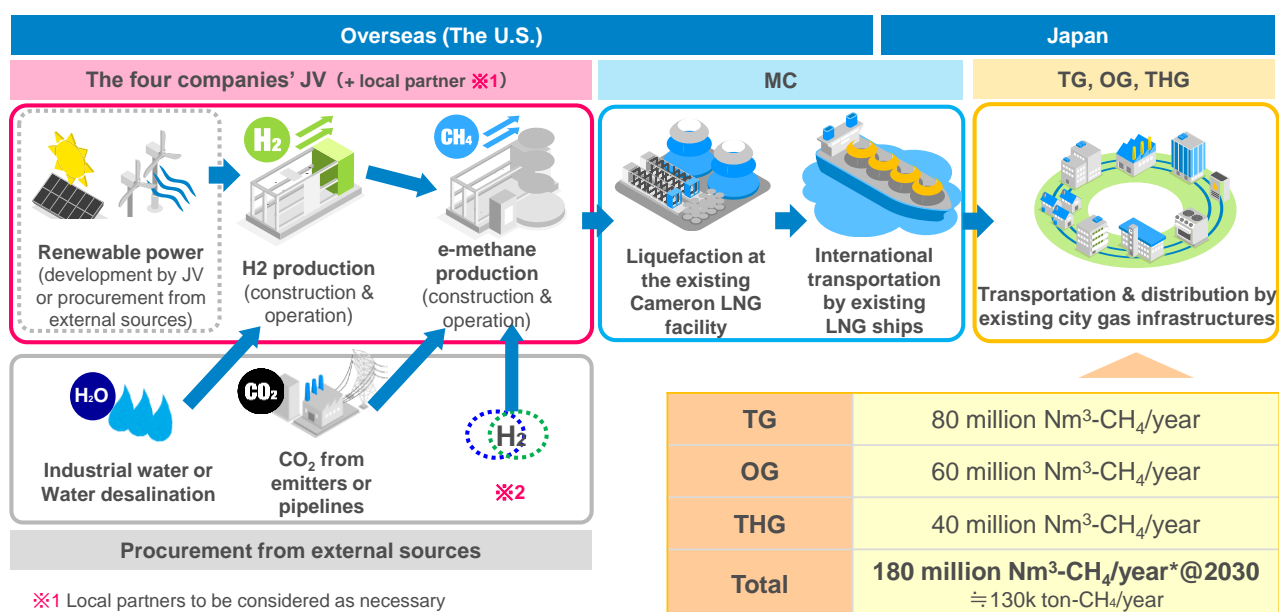 Overseas (The U.S.)
Japan
The four companies' JV (+ local partner ※1)
MC
TG, OG, THG
H2
CH4
Renewable power
(development by JV
or procurement from
external sources)
H2 production
(construction &
operation)
e-methane
production
(construction &
operation)
Liquefaction at
the existing
Cameron LNG
facility
International
transportation
by existing
LNG ships
Transportation & distribution by
existing city gas infrastructures
H₂O
CO2
H2
Industrial water or
Water desalination
CO₂ from
emitters or
pipelines
※2
Procurement from external sources
※1 Local partners to be considered as necessary
TG 80 million Nm³-CH₄/year
OG 60 million Nm³-CH₄/year
THG 40 million Nm³-CH₄/year
Total 180 million Nm³-CH₄/year*@2030
≒130k ton-CH₄/year